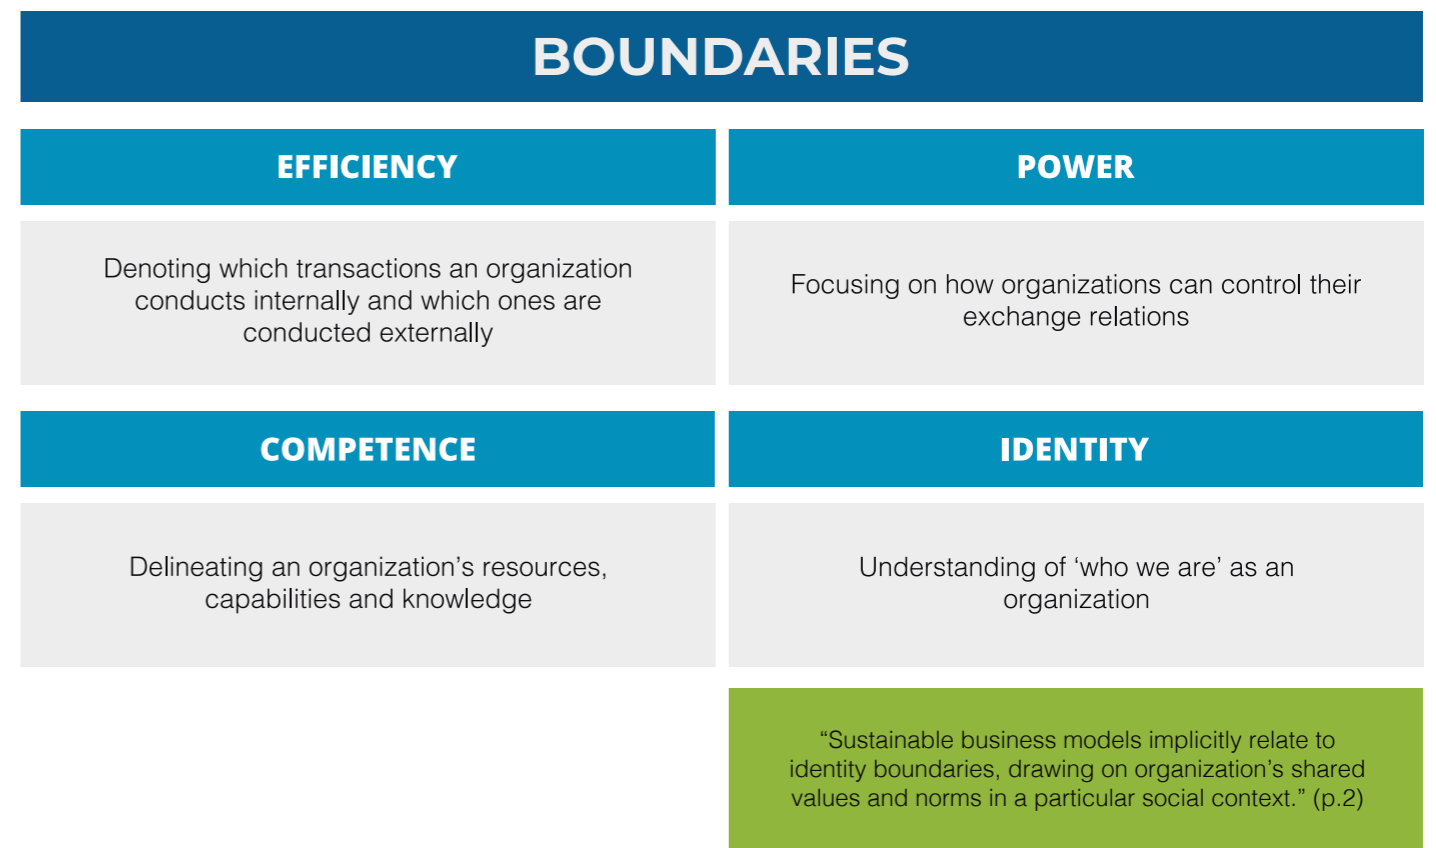 BOUNDARIES
EFFICIENCY
Denoting which transactions an organization
conducts internally and which ones are
conducted externally
POWER
Focusing on how organizations can control their
exchange relations
COMPETENCE
Delineating an organization’s resources,
capabilities and knowledge
IDENTITY
Understanding of ‘who we are’ as an
organization
“Sustainable business models implicitly relate to
identity boundaries, drawing on organization’s shared
values and norms in a particular social context.” (p.2)